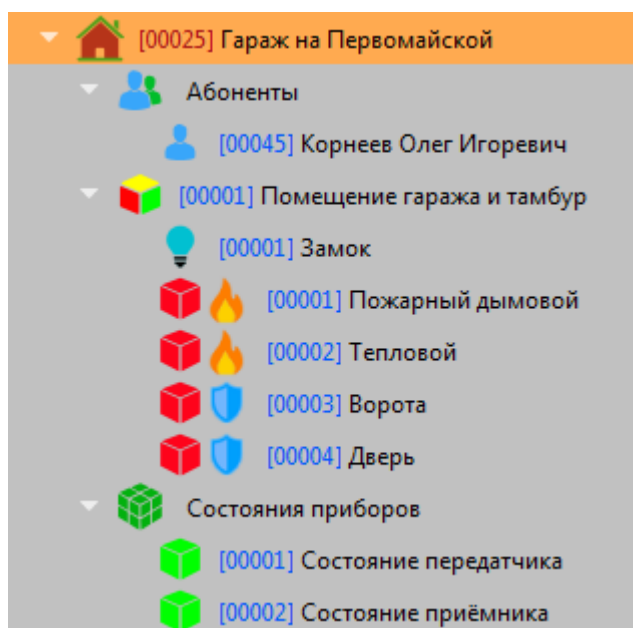 [00025] Гараж на Первомайской
Абоненты
[00045] Корнеев Олег Игоревич
[00001] Помещение гаража и тамбур
[00001] Замок
[00001] Пожарный дымовой
[00002] Тепловой
[00003] Ворота
[00004] Дверь
Состояния приборов
[00001] Состояние передатчика
[00002] Состояние приёмника